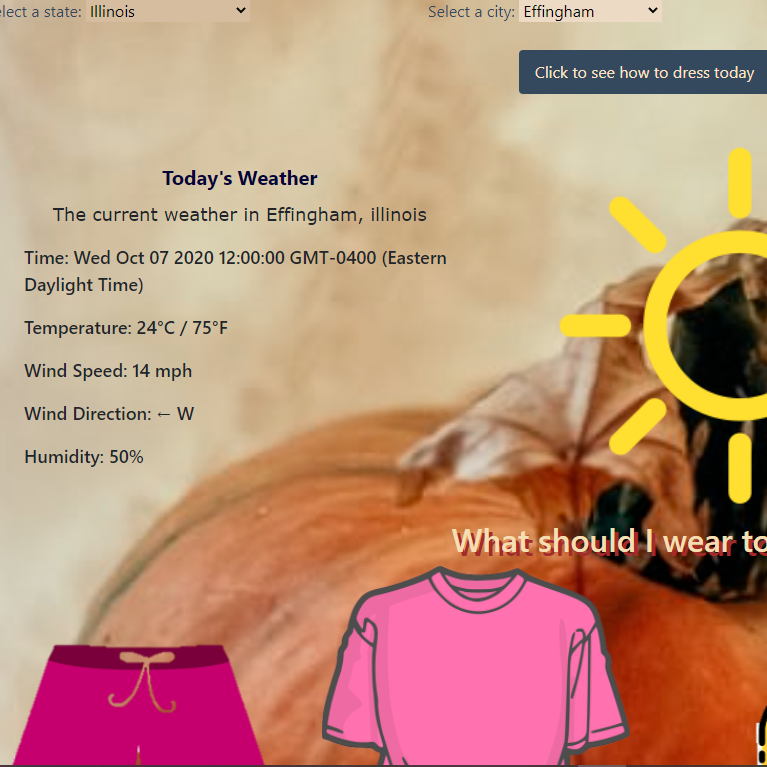 elect a state: Illinois
Select a city: Effingham
Click to see how to dress today
Today's Weather
The current weather in Effingham, illinois
Time: Wed Oct 07 2020 12:00:00 GMT-0400 (Eastern
Daylight Time)
Temperature: 24°C / 75°F
Wind Speed: 14 mph
Wind Direction: ← W
Humidity: 50%
What should I wear to